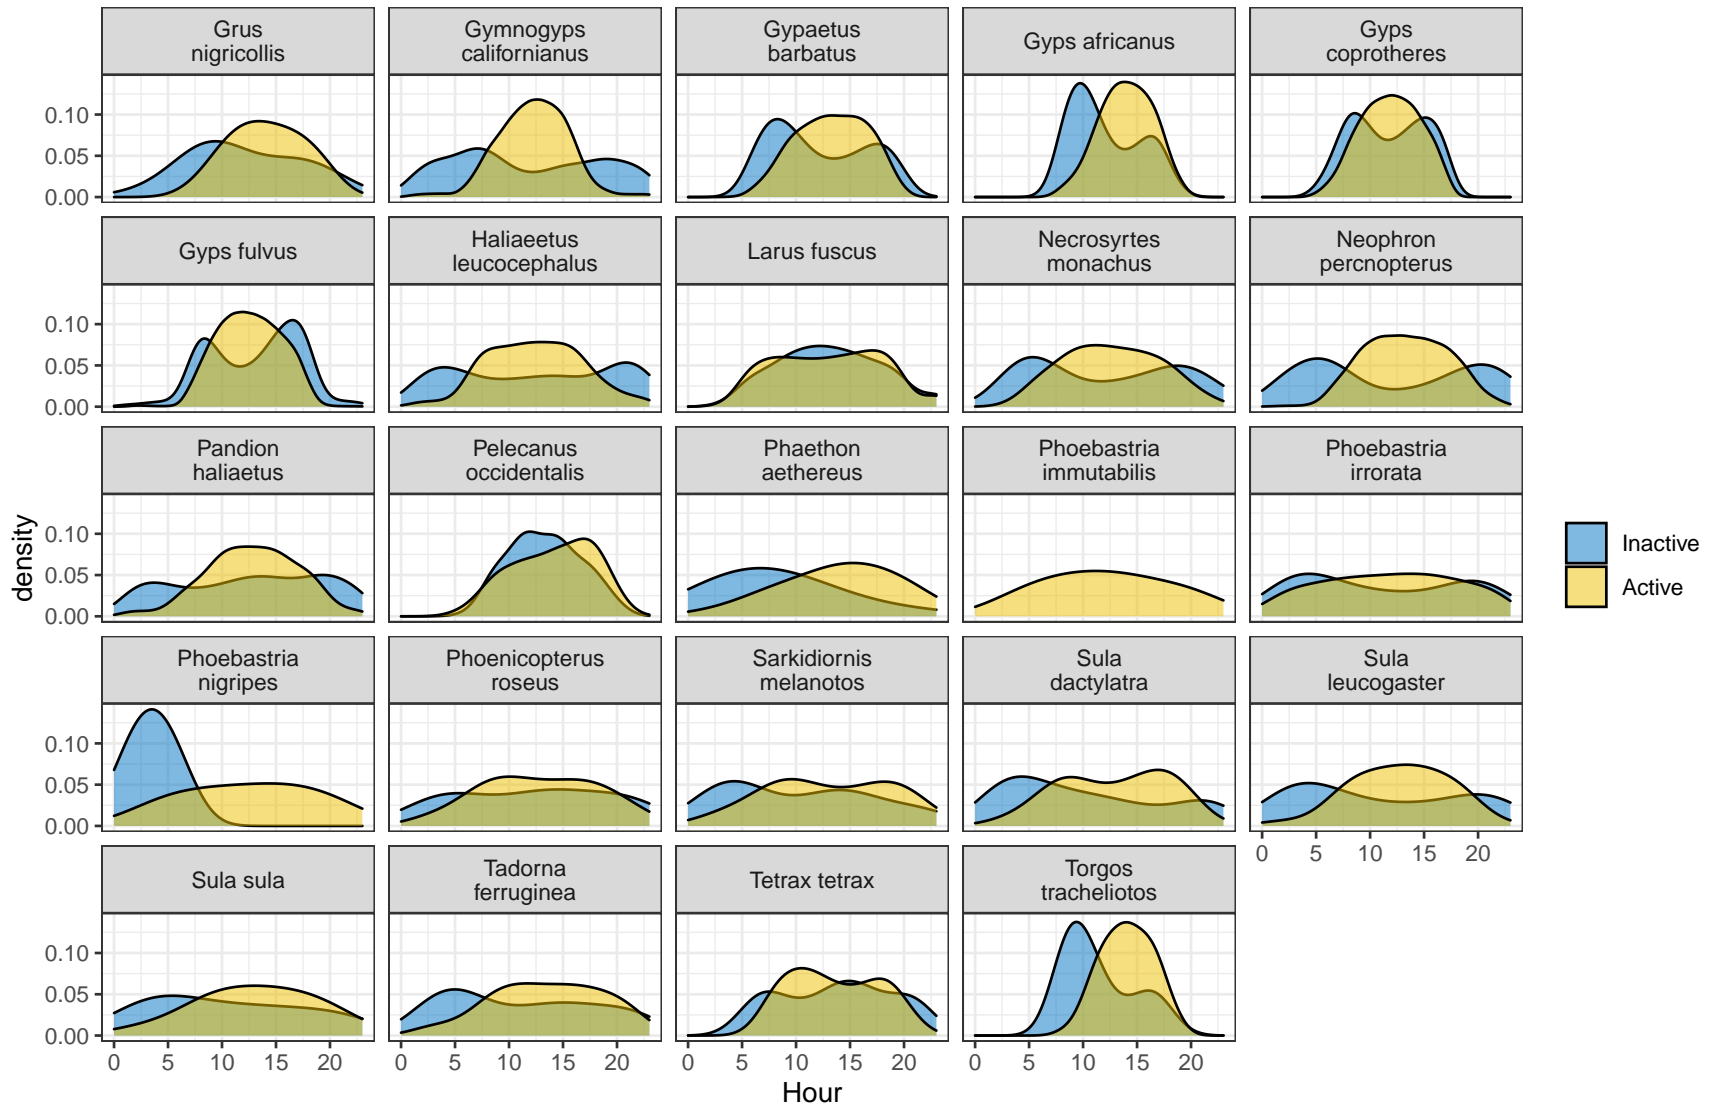 Grus
nigricollis
Gymnogyps
californianus
Gypaetus
barbatus
Gyps africanus
Gyps
coprotheres
0.10
0.05
0.00
Gyps fulvus
Haliaeetus
leucocephalus
Larus fuscus
Necrosyrtes
monachus
Neophron
percnopterus
0.10
0.05
0.00
Pandion
haliaetus
Pelecanus
occidentalis
Phaethon
aethereus
Phoebastria
immutabilis
Phoebastria
irrorata
0.10
0.05
0.00
density
Inactive
Active
Phoebastria
nigripes
Phoenicopterus
roseus
Sarkidiornis
melanotos
Sula
dactylatra
Sula
leucogaster
0.10
0.05
0.00
0 5 10 15 20
Sula sula
Tadorna
ferruginea
Tetrax tetrax
Torgos
tracheliotos
0.10
0.05
0.00
0 5 10 15 20
0 5 10 15 20
0 5 10 15 20
0 5 10 15 20
Hour